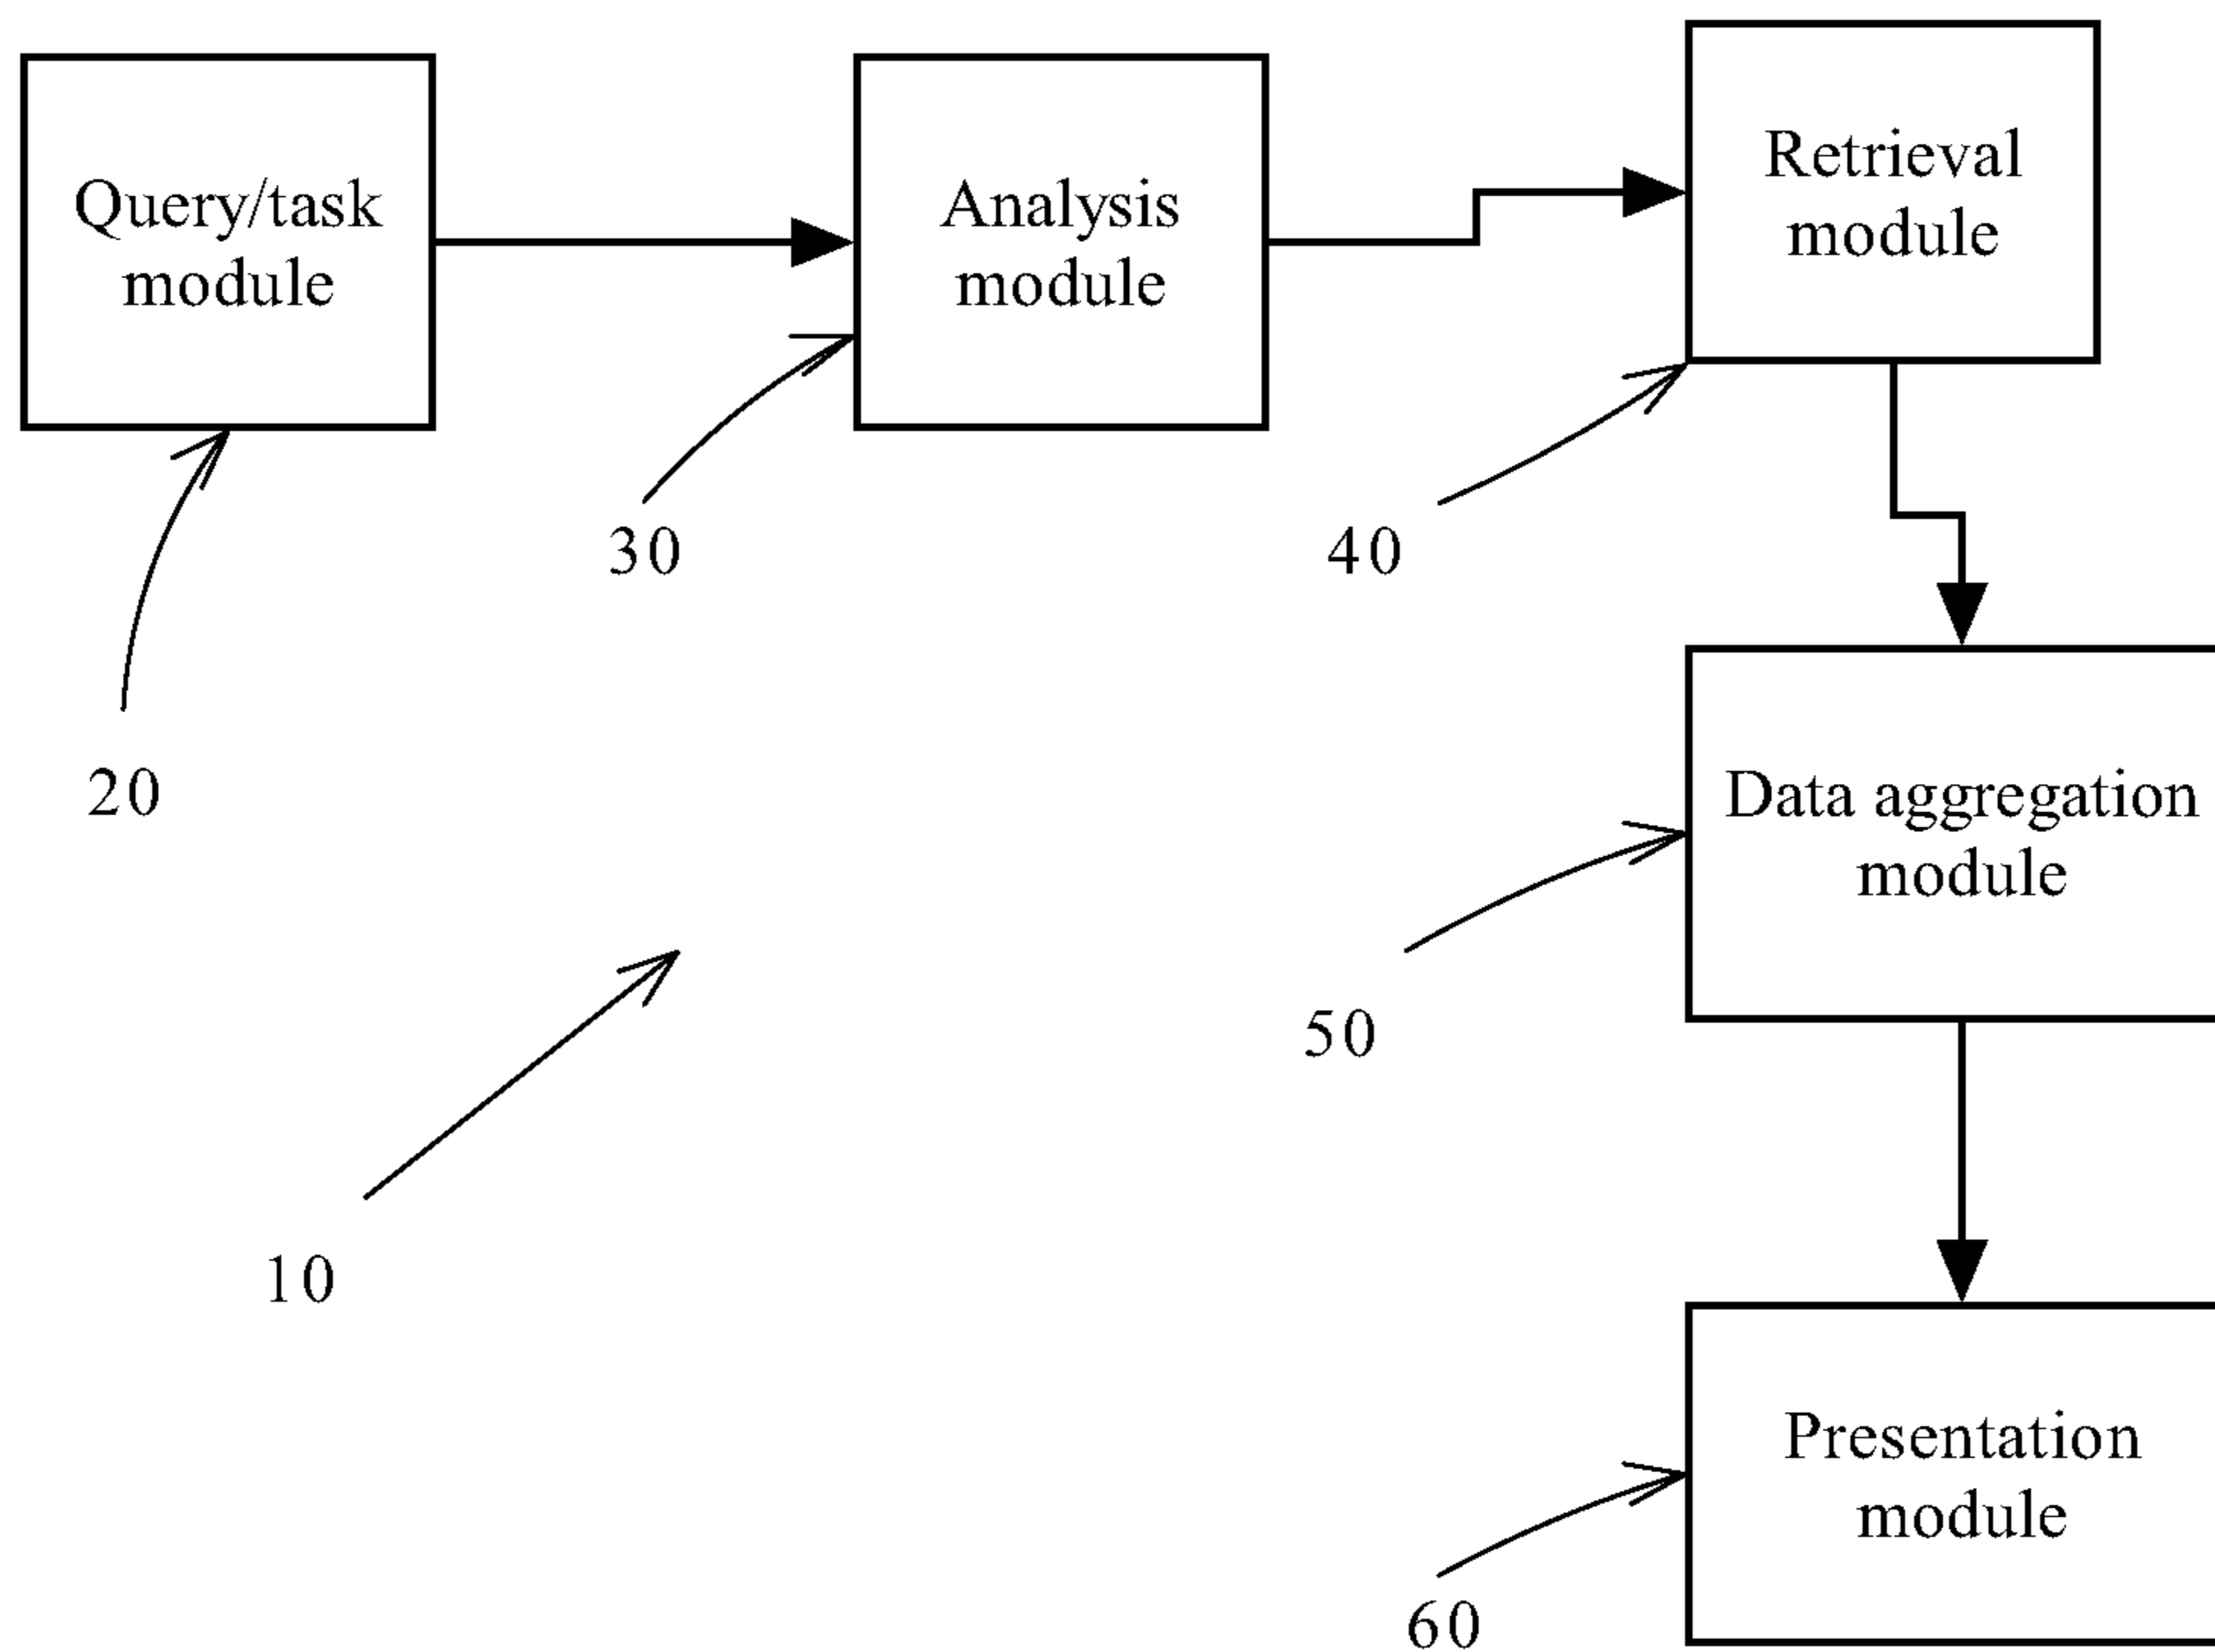 Query/task
module
Analysis
module
Retrieval
module
30
40
20
Data aggregation
module
50
10
Presentation
module
60